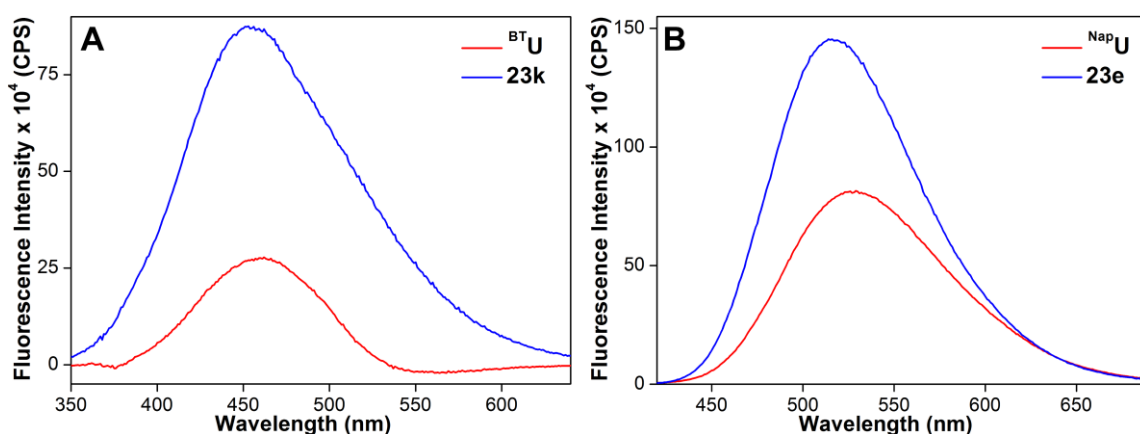 A
ᴮᵀU
23k
Fluorescence Intensity x 10⁴ (CPS)
75
50
25
0
350 400 450 500 550 600
Wavelength (nm)
B
ᴺᵃᵖU
23e
Fluorescence Intensity x 10⁴ (CPS)
150
100
50
0
450 500 550 600 650
Wavelength (nm)